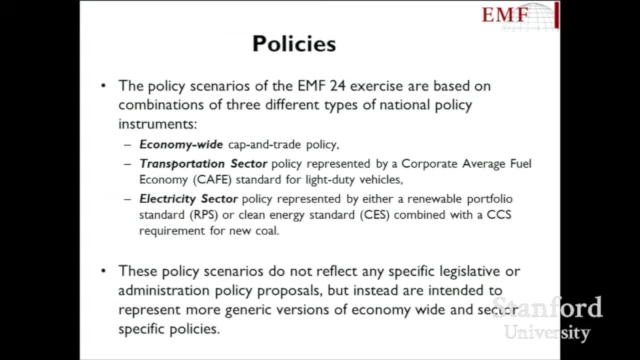 EMF
Policies
• The policy scenarios of the EMF 24 exercise are based on
combinations of three different types of national policy
instruments:
– Economy-wide cap-and-trade policy,
– Transportation Sector policy represented by a Corporate Average Fuel
Economy (CAFE) standard for light-duty vehicles,
– Electricity Sector policy represented by either a renewable portfolio
standard (RPS) or clean energy standard (CES) combined with a CCS
requirement for new coal.
• These policy scenarios do not reflect any specific legislative or
administration policy proposals, but instead are intended to
represent more generic versions of economy wide and sector
specific policies.
Stanford
University